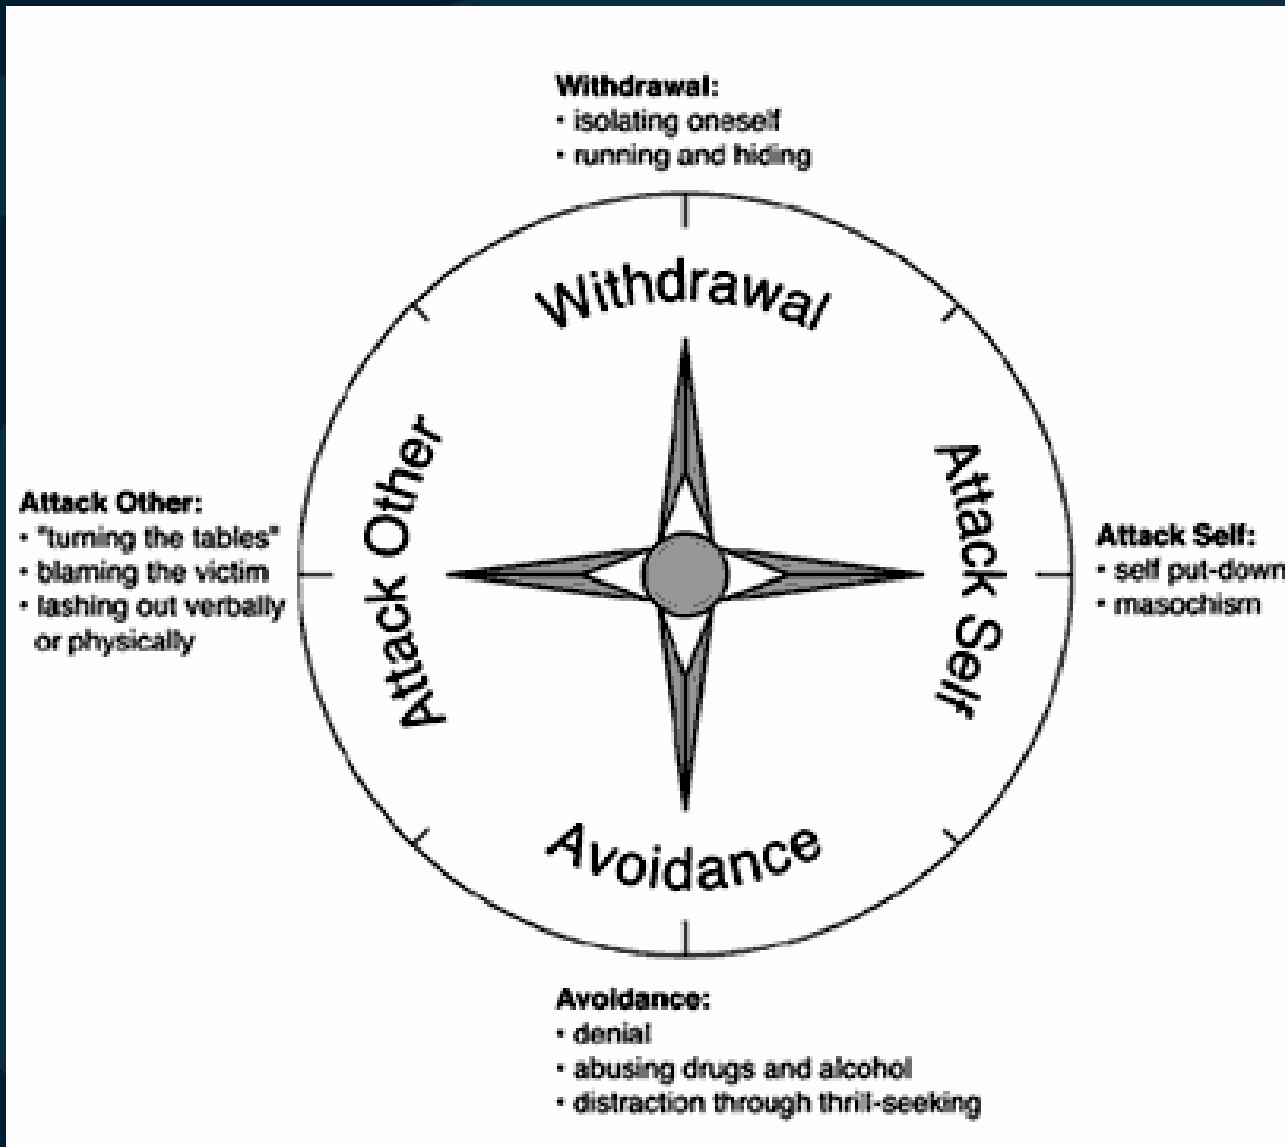 Withdrawal:
• isolating oneself
• running and hiding
Withdrawal
Attack Other
Attack Self
Attack Other:
• "turning the tables"
• blaming the victim
• lashing out verbally
or physically
Attack Self:
• self put-down
• masochism
Avoidance
Avoidance:
• denial
• abusing drugs and alcohol
• distraction through thrill-seeking